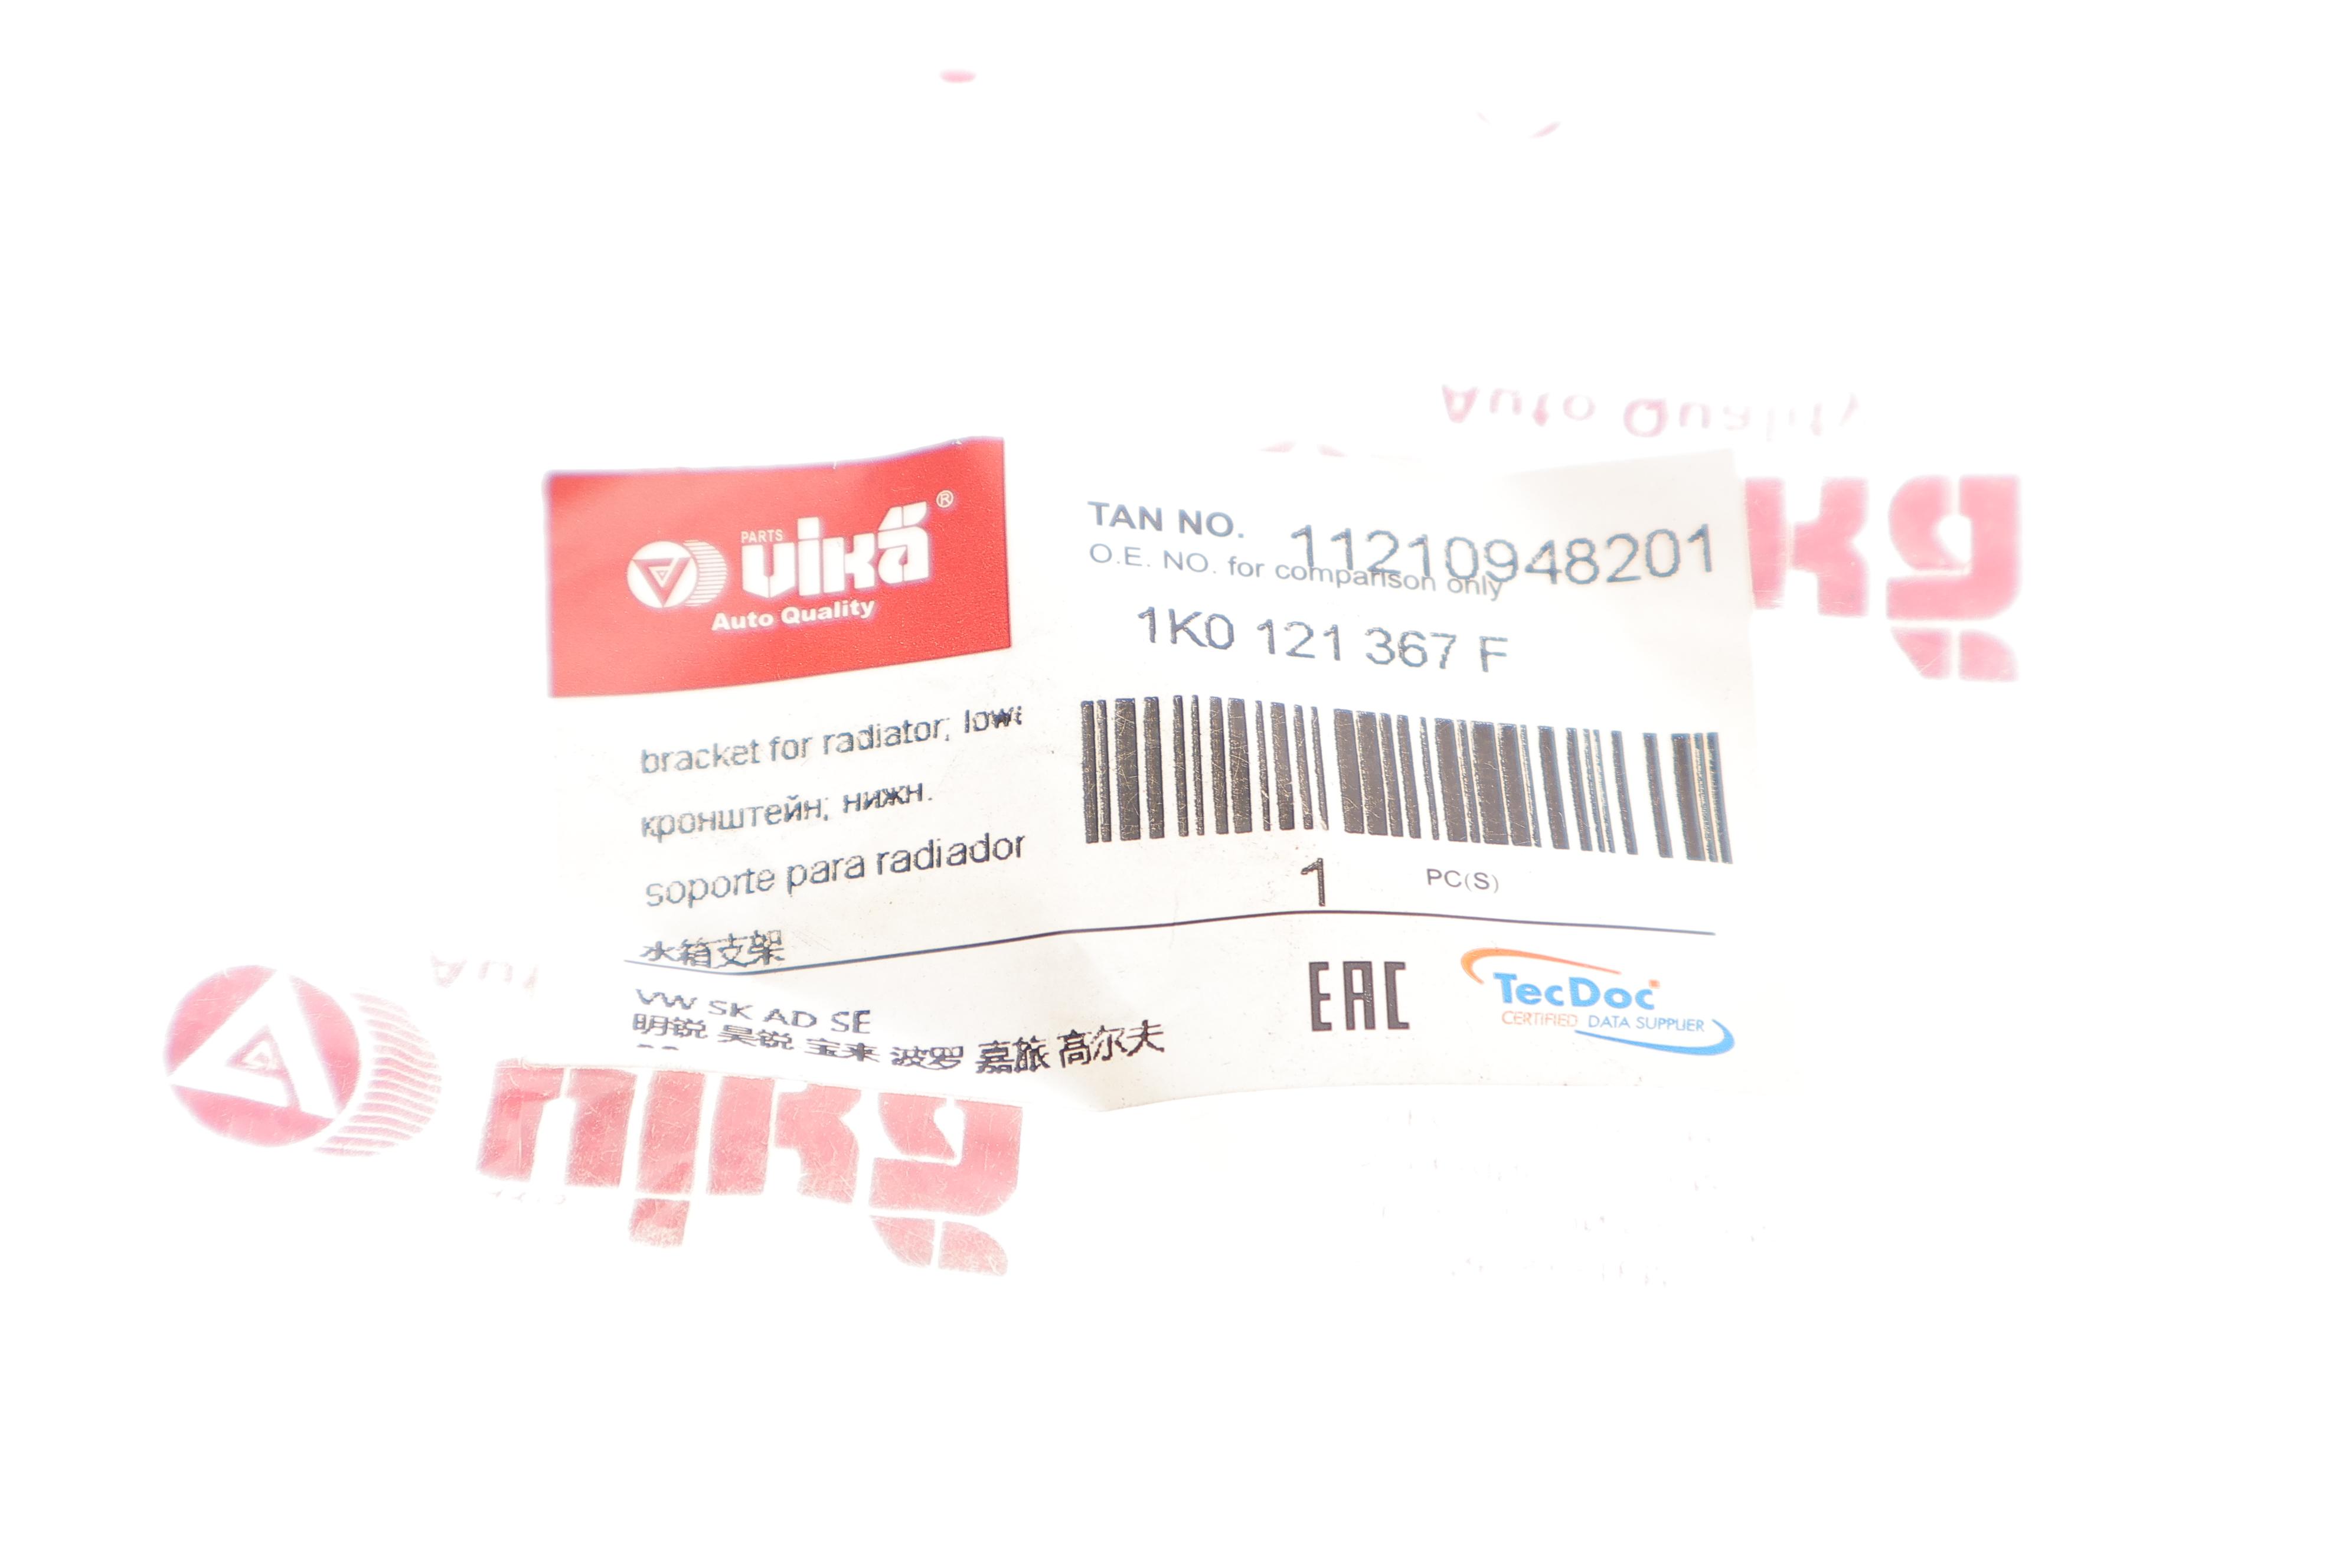 PARTS
vika®
Auto Quality
TAN NO. 11210948201
O.E. NO. for comparison only
1K0 121 367 F
bracket for radiator; lowe
кронштейн; нижн.
soporte para radiador
水箱支架
1 PC(S)
VW SK AD SE
明锐 昊锐 宝来 波罗 嘉旅 高尔夫
EAC
TecDoc
CERTIFIED DATA SUPPLIER
Auto Quality
vika